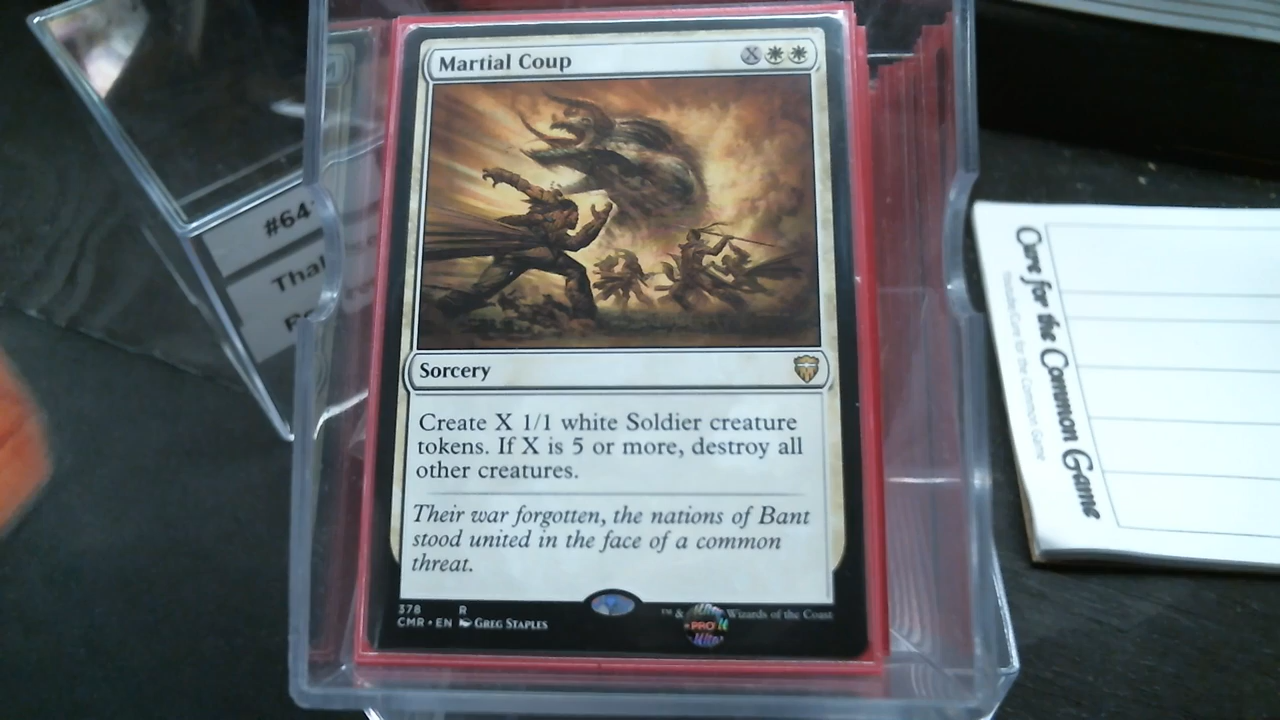 Martial Coup X
Sorcery
Create X 1/1 white Soldier creature
tokens. If X is 5 or more, destroy all
other creatures.
Their war forgotten, the nations of Bant
stood united in the face of a common
threat.
378 R
CMR • EN GREG STAPLES
™ & Wizards of the Coast
PRO
#64
Thal
Cure for the Common Game